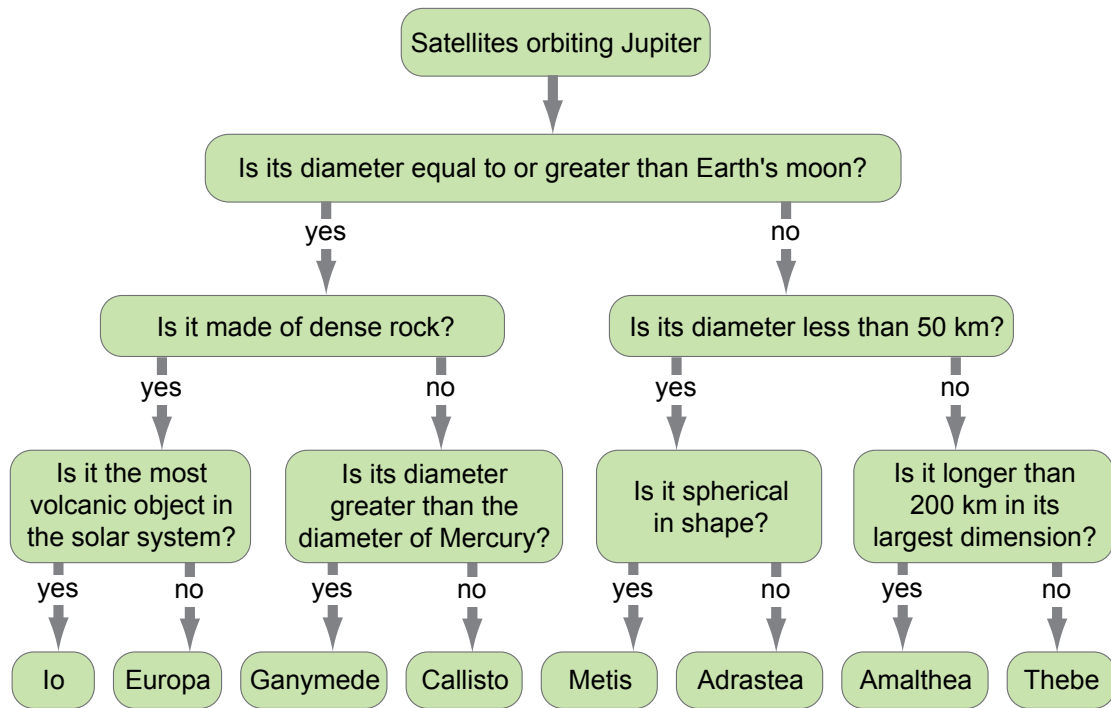 Satellites orbiting Jupiter
Is its diameter equal to or greater than Earth's moon?
yes
no
Is it made of dense rock?
Is its diameter less than 50 km?
yes
no
yes
no
Is it the most
volcanic object in
the solar system?
Is its diameter
greater than the
diameter of Mercury?
Is it spherical
in shape?
Is it longer than
200 km in its
largest dimension?
yes
no
yes
no
yes
no
yes
no
Io
Europa
Ganymede
Callisto
Metis
Adrastea
Amalthea
Thebe